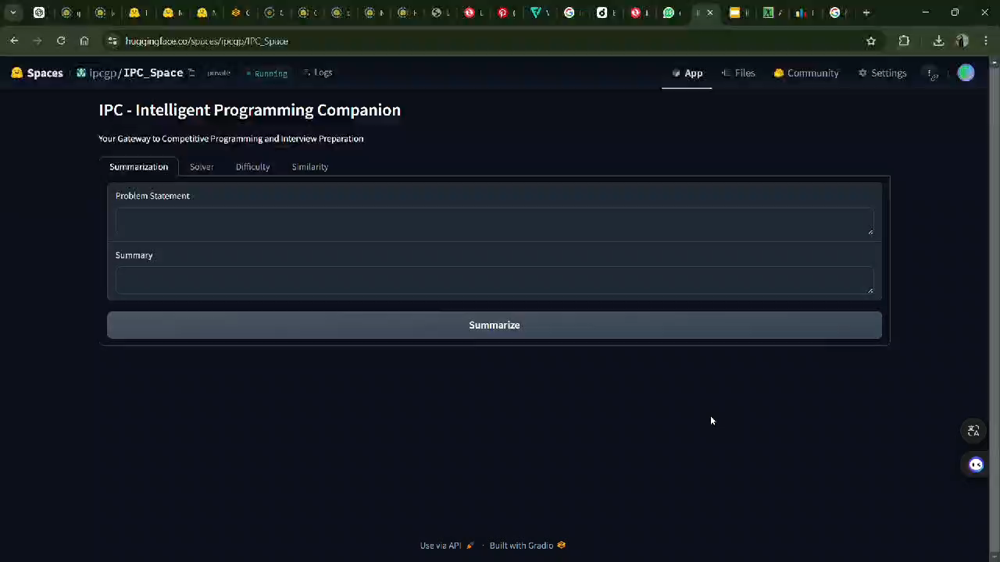 huggingface.co/spaces/ipcgp/IPC_Space
Spaces ipcgp/IPC_Space private Running Logs App Files Community Settings
IPC - Intelligent Programming Companion
Your Gateway to Competitive Programming and Interview Preparation
Summarization Solver Difficulty Similarity
Problem Statement
Summary
Summarize
Use via API · Built with Gradio